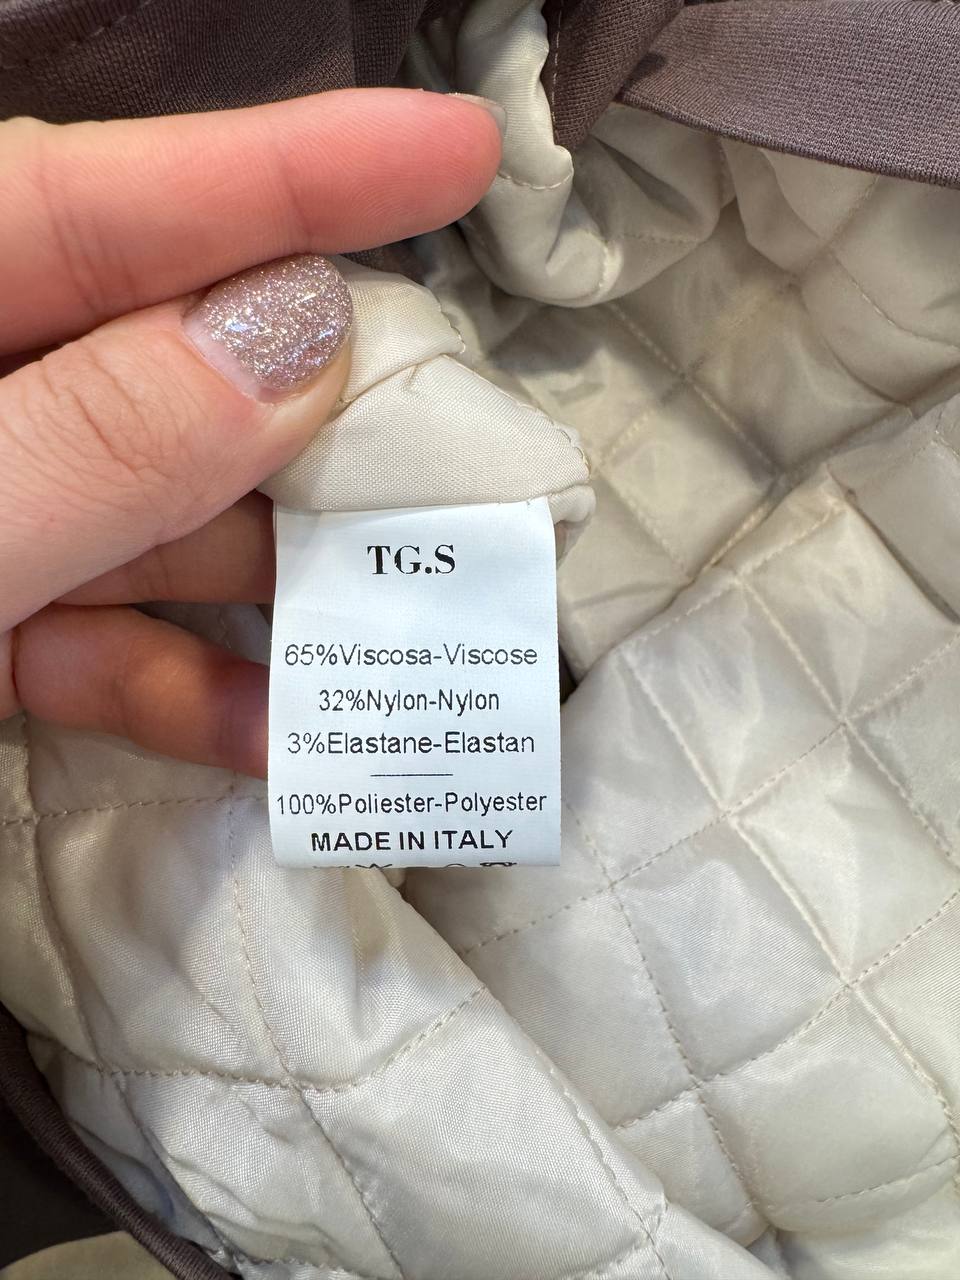 TG.S
65%Viscosa-Viscose
32%Nylon-Nylon
3%Elastane-Elastan
100%Poliester-Polyester
MADE IN ITALY